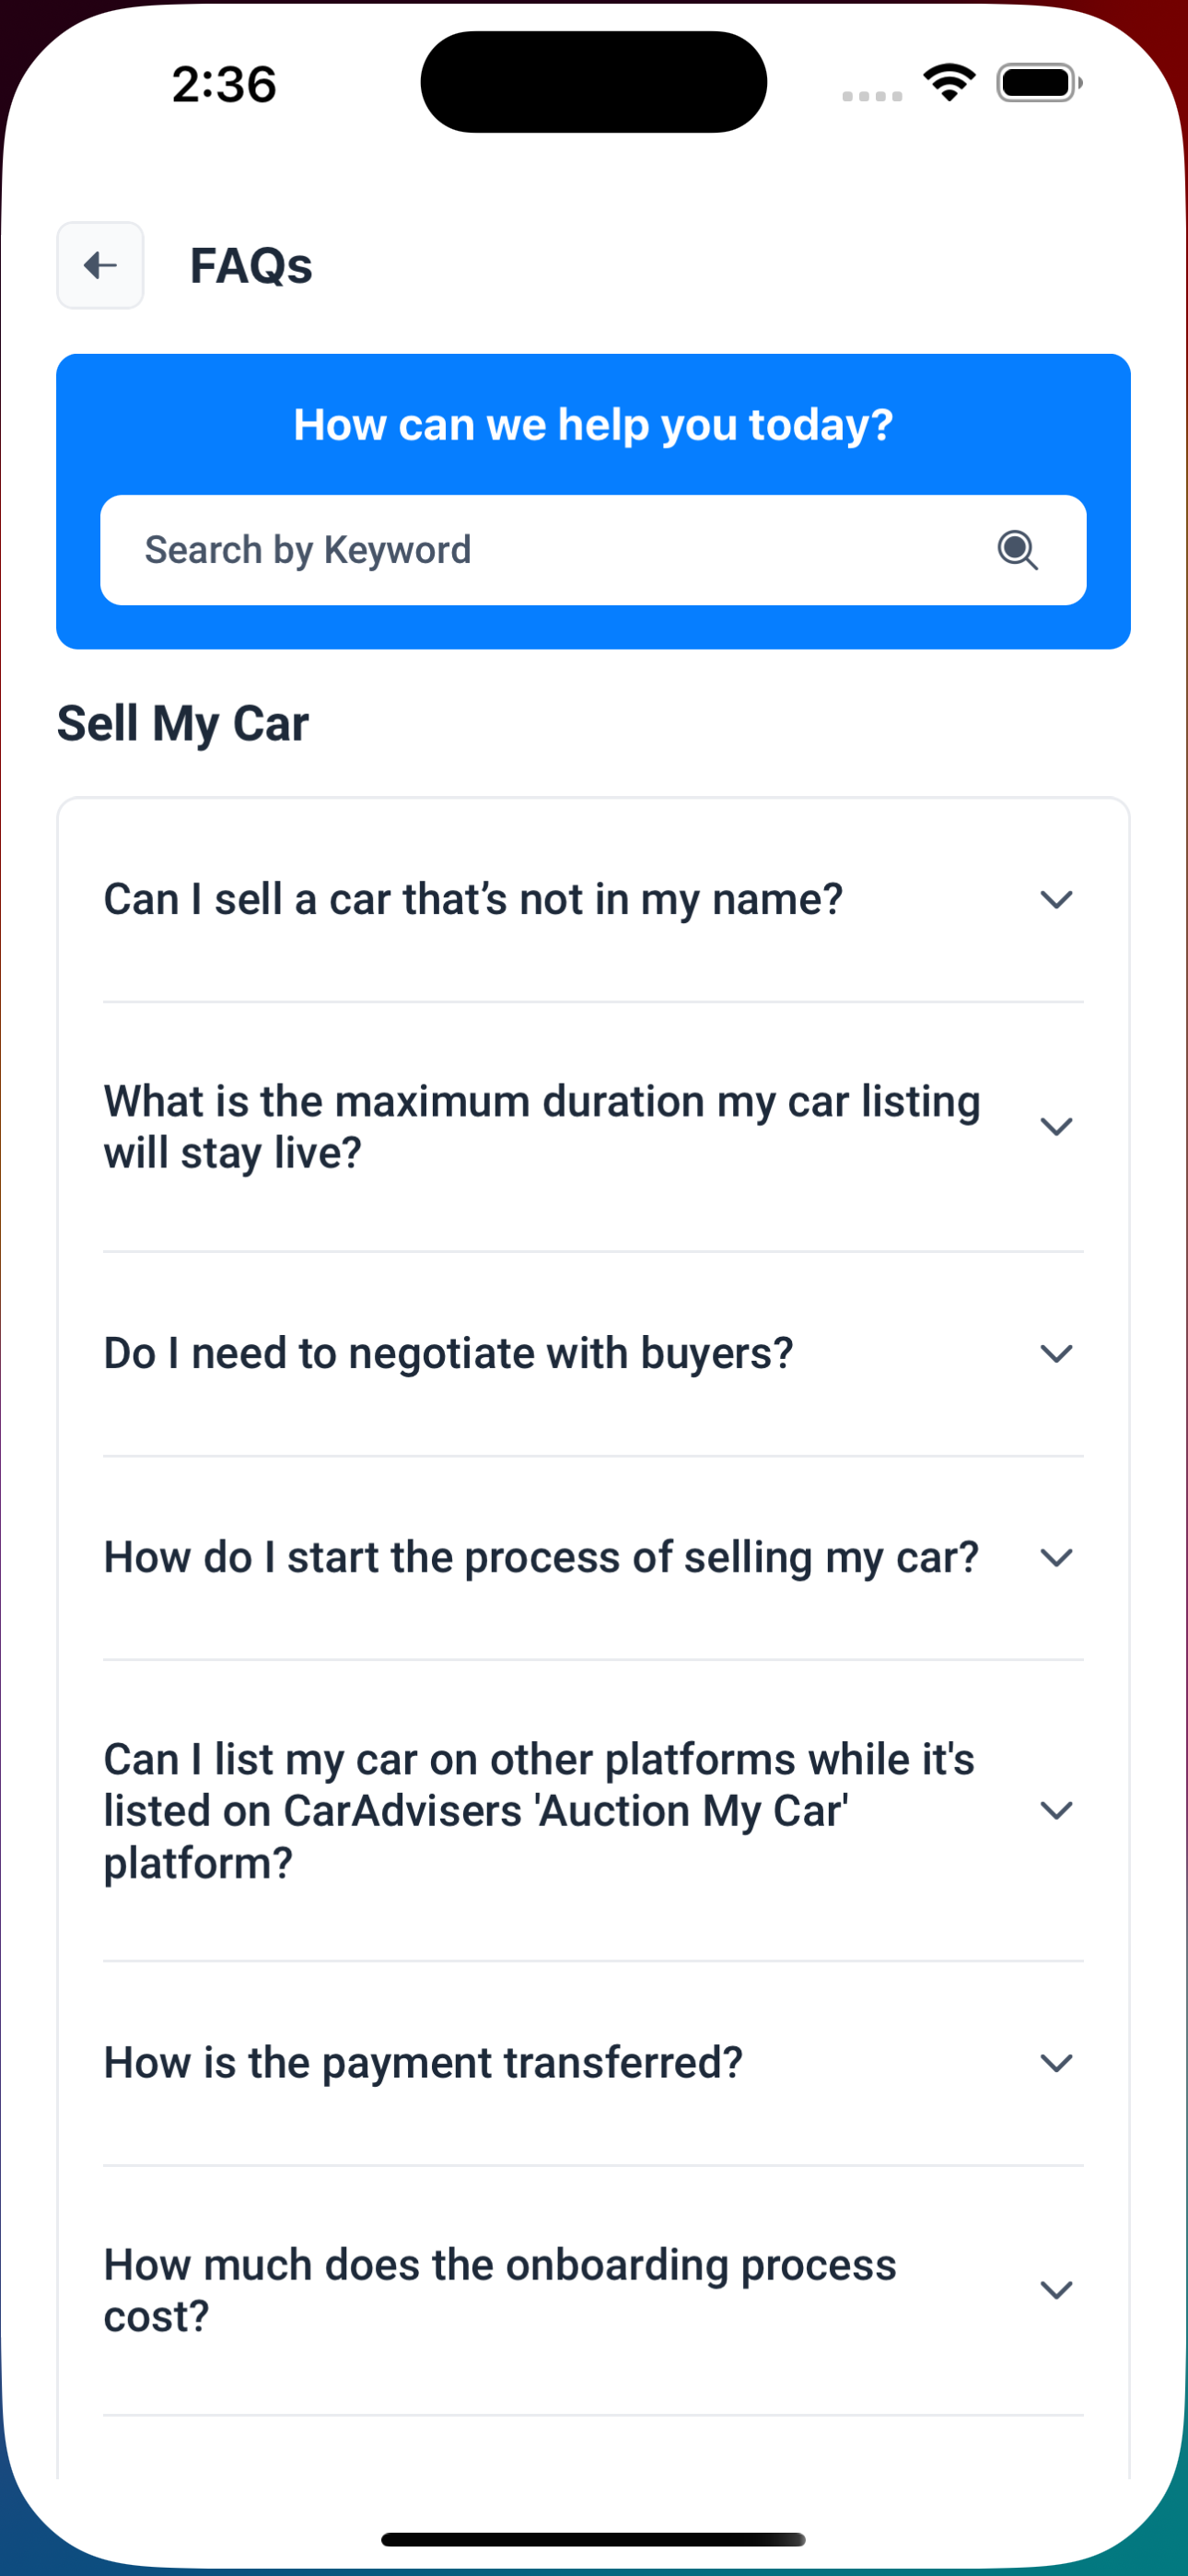 2:36
FAQs
How can we help you today?
Search by Keyword
Sell My Car
Can I sell a car that’s not in my name?
What is the maximum duration my car listing
will stay live?
Do I need to negotiate with buyers?
How do I start the process of selling my car?
Can I list my car on other platforms while it's
listed on CarAdvisers 'Auction My Car'
platform?
How is the payment transferred?
How much does the onboarding process
cost?